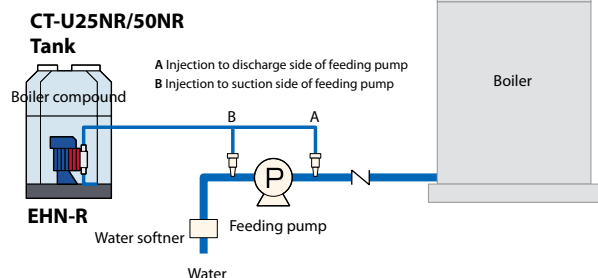 CT-U25NR/50NR
Tank
A Injection to discharge side of feeding pump
B Injection to suction side of feeding pump
Boiler
Boiler compound
B
A
P
EHN-R
Feeding pump
Water softner
Water